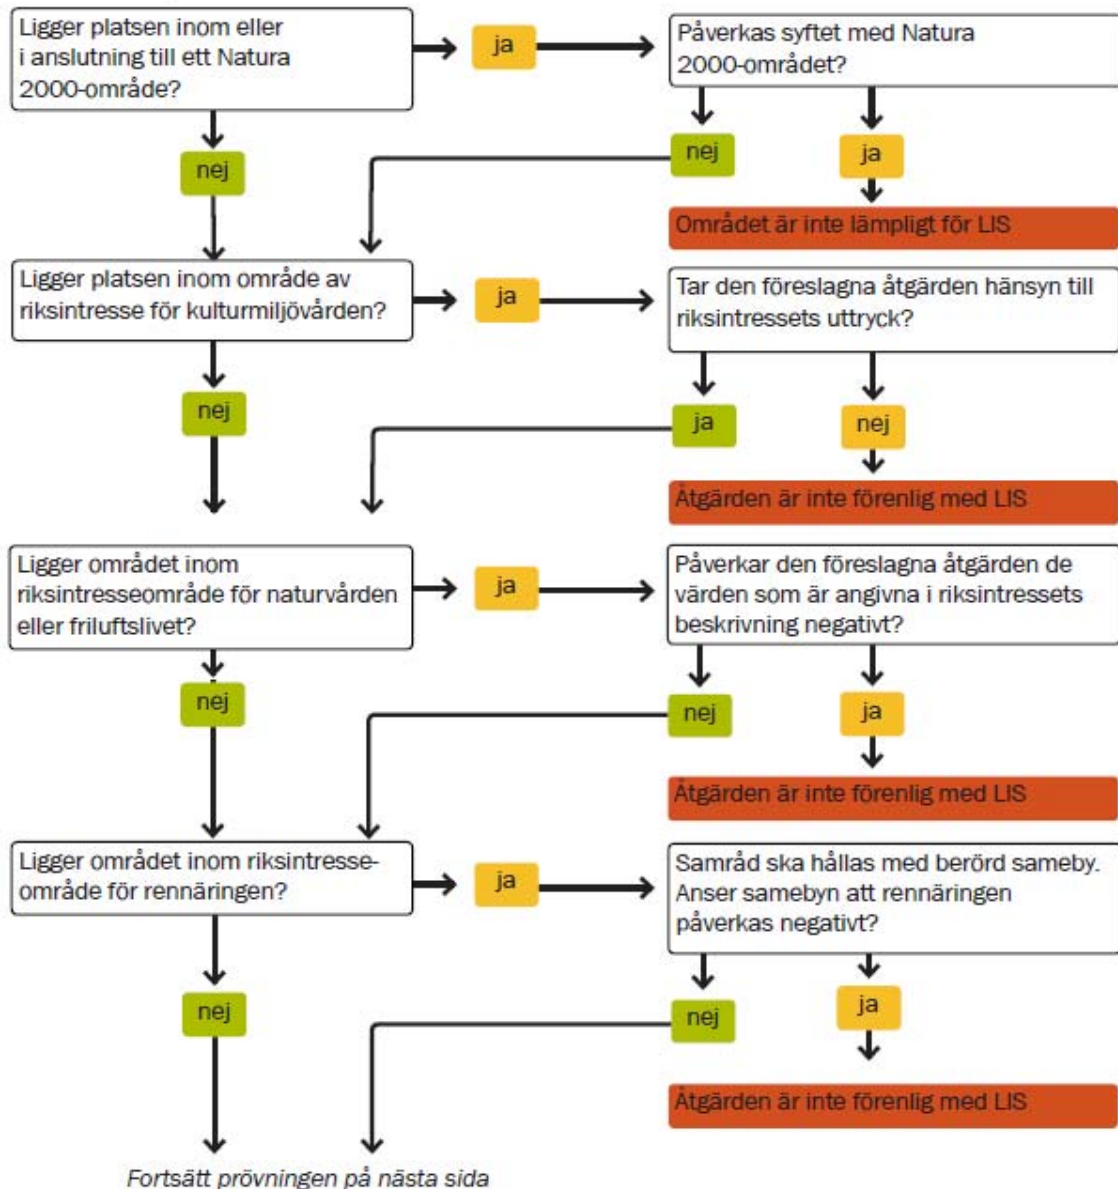 Ligger platsen inom eller
i anslutning till ett Natura
2000-område?
ja
Påverkas syftet med Natura
2000-området?
nej
nej
ja
Området är inte lämpligt för LIS
Ligger platsen inom område av
riksintresse för kulturmiljövården?
ja
Tar den föreslagna åtgärden hänsyn till
riksintressets uttryck?
nej
ja
nej
Åtgärden är inte förenlig med LIS
Ligger området inom
riksintresseområde för naturvården
eller friluftslivet?
ja
Påverkar den föreslagna åtgärden de
värden som är angivna i riksintressets
beskrivning negativt?
nej
nej
ja
Åtgärden är inte förenlig med LIS
Ligger området inom riksintresse-
område för rennäringen?
ja
Samråd ska hållas med berörd sameby.
Anser samebyn att rennäringen
påverkas negativt?
nej
nej
ja
Åtgärden är inte förenlig med LIS
Fortsätt prövningen på nästa sida